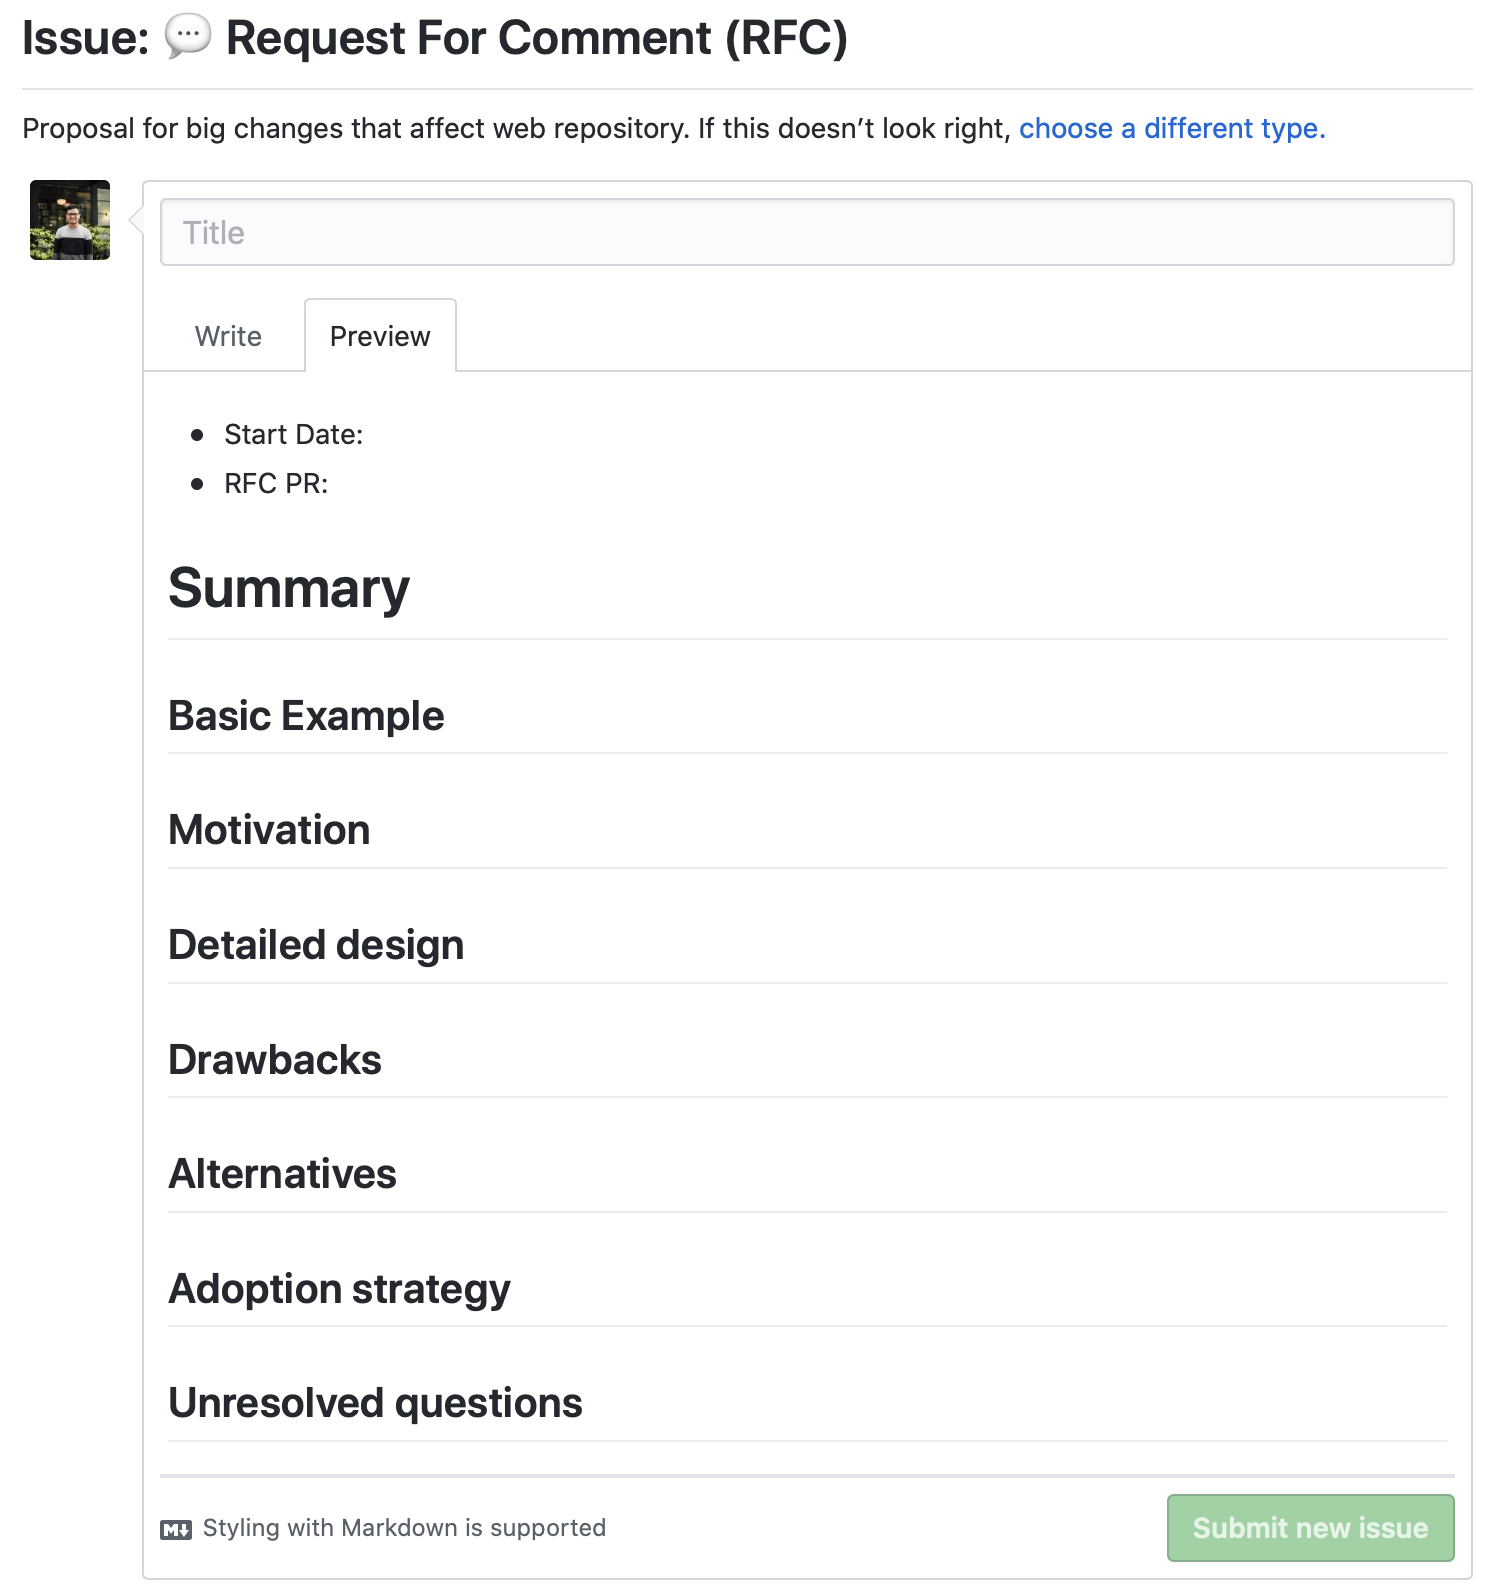 Issue: 💬 Request For Comment (RFC)
Proposal for big changes that affect web repository. If this doesn’t look right, choose a different type.
Title
Write Preview
Start Date:
RFC PR:
Summary
Basic Example
Motivation
Detailed design
Drawbacks
Alternatives
Adoption strategy
Unresolved questions
M↓ Styling with Markdown is supported
Submit new issue